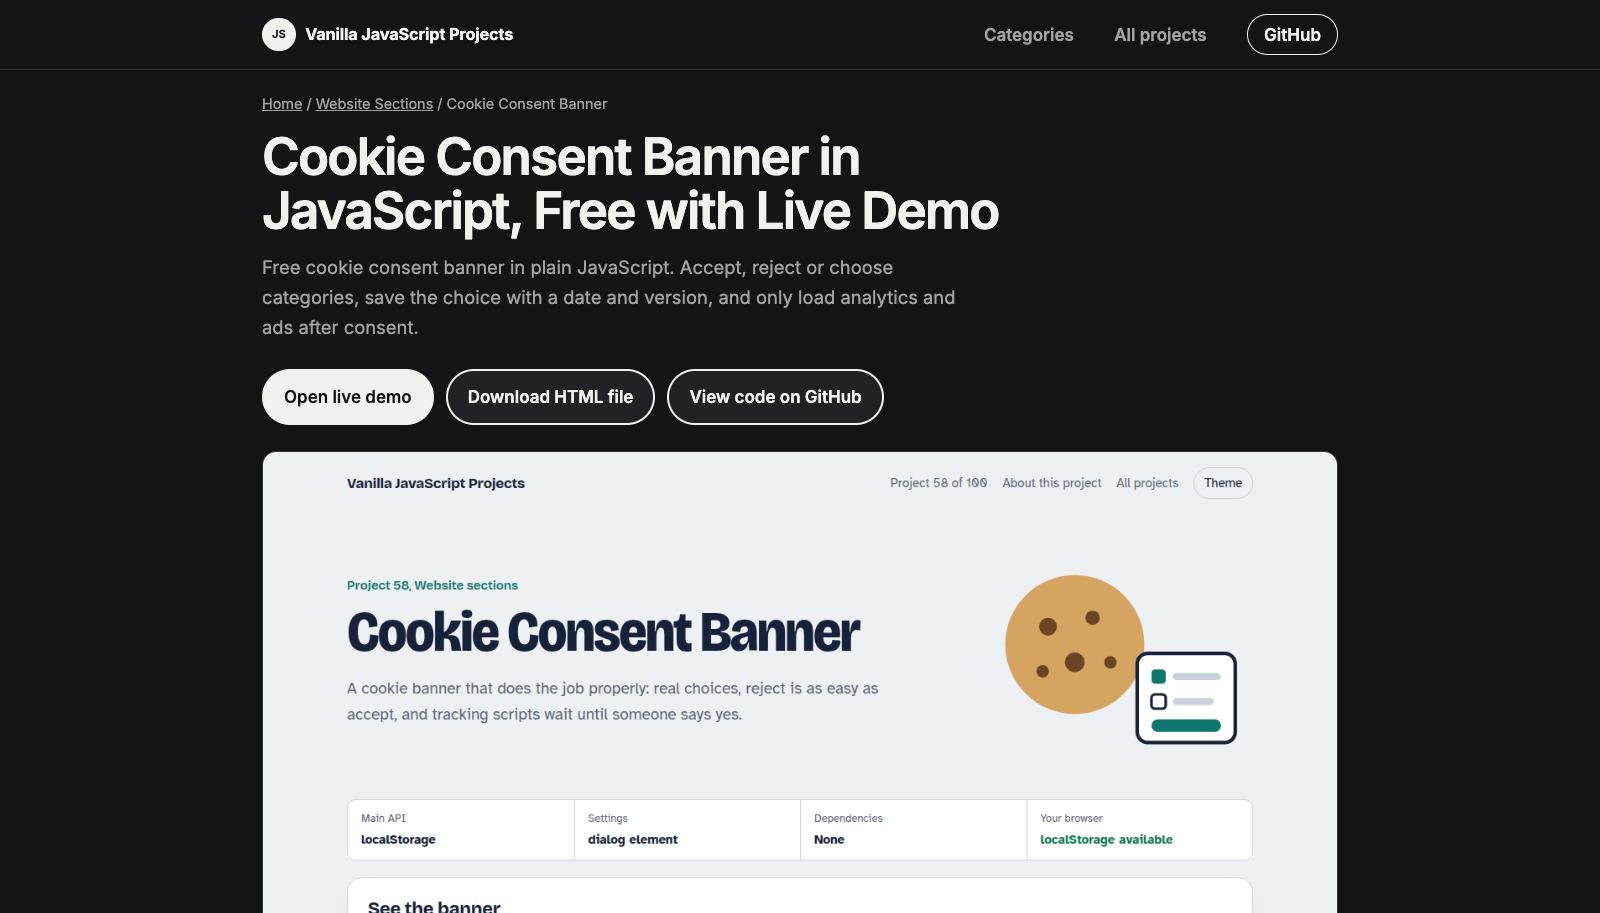 JS
Vanilla JavaScript Projects
Categories
All projects
GitHub
Home / Website Sections / Cookie Consent Banner
Cookie Consent Banner in
JavaScript, Free with Live Demo
Free cookie consent banner in plain JavaScript. Accept, reject or choose
categories, save the choice with a date and version, and only load analytics and
ads after consent.
Open live demo
Download HTML file
View code on GitHub
Vanilla JavaScript Projects
Project 58 of 100
About this project
All projects
Theme
Project 58, Website sections
Cookie Consent Banner
A cookie banner that does the job properly: real choices, reject is as easy as
accept, and tracking scripts wait until someone says yes.
Main API
localStorage
Settings
dialog element
Dependencies
None
Your browser
localStorage available
See the banner